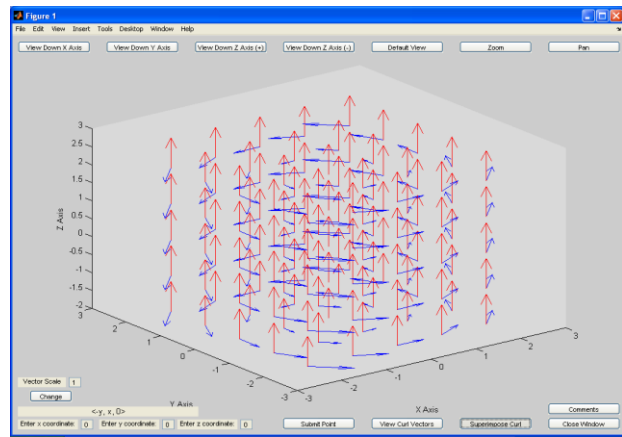 Figure 1
File Edit View Insert Tools Desktop Window Help
View Down X Axis View Down Y Axis View Down Z Axis (+) View Down Z Axis (-) Default View Zoom Pan
3
2.5
2
1.5
1
0.5
0
-0.5
-1
-1.5
-2
Z Axis
3
2
1
0
-1
-2
-3
Y Axis
-3
-2
-1
0
1
2
3
X Axis
Vector Scale 1
Change
<-y, x, 0>
Comments
Enter x coordinate: 0 Enter y coordinate: 0 Enter z coordinate: 0 Submit Point View Curl Vectors Superimpose Curl Close Window